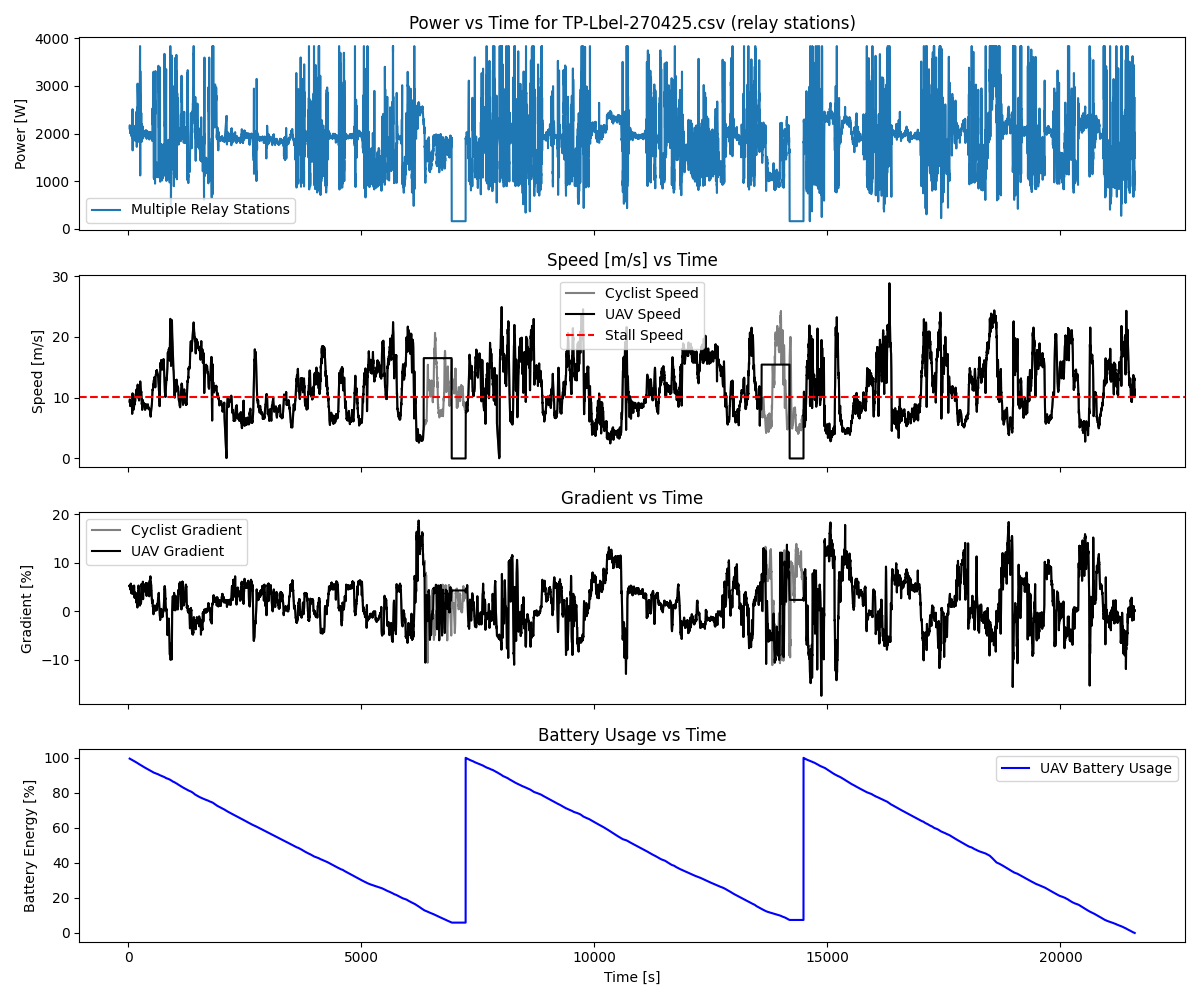 Power vs Time for TP-Lbel-270425.csv (relay stations)
4000
3000
2000
1000
0
Power [W]
Multiple Relay Stations
Speed [m/s] vs Time
30
20
10
0
Speed [m/s]
Cyclist Speed
UAV Speed
Stall Speed
Gradient vs Time
20
10
0
−10
Gradient [%]
Cyclist Gradient
UAV Gradient
Battery Usage vs Time
100
80
60
40
20
0
Battery Energy [%]
UAV Battery Usage
0 5000 10000 15000 20000
Time [s]